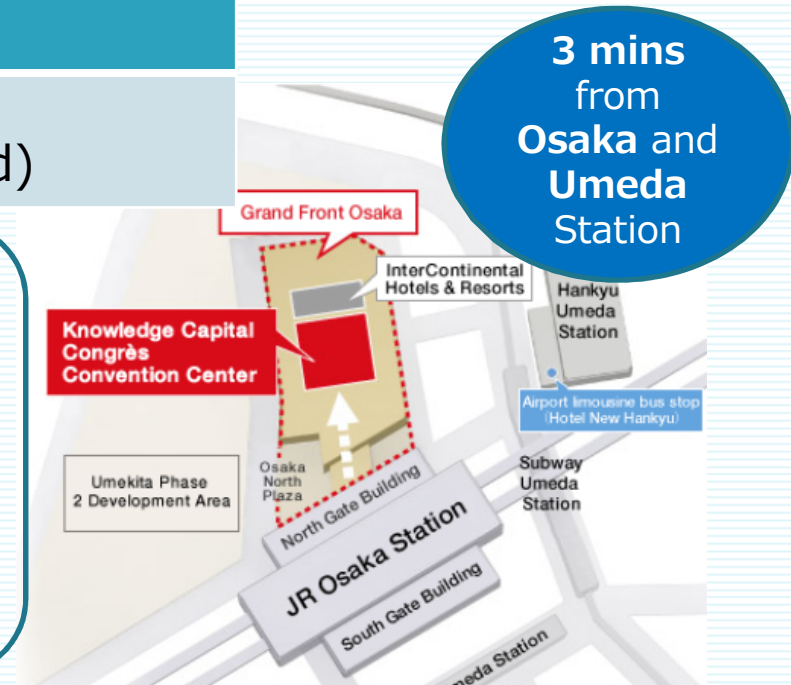 d)
3 mins
from
Osaka and
Umeda
Station
Grand Front Osaka
InterContinental
Hotels & Resorts
Hankyu
Umeda
Station
Knowledge Capital
Congrès
Convention Center
Airport limousine bus stop
(Hotel New Hankyu)
Umekita Phase
2 Development Area
Osaka
North
Plaza
Subway
Umeda
Station
North Gate Building
JR Osaka Station
South Gate Building
meda Station